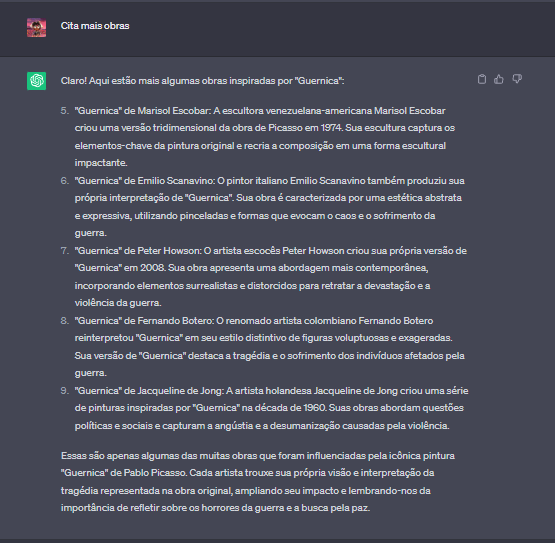 Cita mais obras
Claro! Aqui estão mais algumas obras inspiradas por "Guernica":
5. "Guernica" de Marisol Escobar: A escultora venezuelana-americana Marisol Escobar
criou uma versão tridimensional da obra de Picasso em 1974. Sua escultura captura os
elementos-chave da pintura original e recria a composição em uma forma escultural
impactante.
6. "Guernica" de Emilio Scanavino: O pintor italiano Emilio Scanavino também produziu sua
própria interpretação de "Guernica". Sua obra é caracterizada por uma estética abstrata
e expressiva, utilizando pinceladas e formas que evocam o caos e o sofrimento da
guerra.
7. "Guernica" de Peter Howson: O artista escocês Peter Howson criou sua própria versão de
"Guernica" em 2008. Sua obra apresenta uma abordagem mais contemporânea,
incorporando elementos surrealistas e distorcidos para retratar a devastação e a
violência da guerra.
8. "Guernica" de Fernando Botero: O renomado artista colombiano Fernando Botero
reinterpretou "Guernica" em seu estilo distintivo de figuras voluptuosas e exageradas.
Sua versão de "Guernica" destaca a tragédia e o sofrimento dos indivíduos afetados pela
guerra.
9. "Guernica" de Jacqueline de Jong: A artista holandesa Jacqueline de Jong criou uma série
de pinturas inspiradas por "Guernica" na década de 1960. Suas obras abordam questões
políticas e sociais e capturam a angústia e a desumanização causadas pela violência.
Essas são apenas algumas das muitas obras que foram influenciadas pela icônica pintura
"Guernica" de Pablo Picasso. Cada artista trouxe sua própria visão e interpretação da
tragédia representada na obra original, ampliando seu impacto e lembrando-nos da
importância de refletir sobre os horrores da guerra e a busca pela paz.